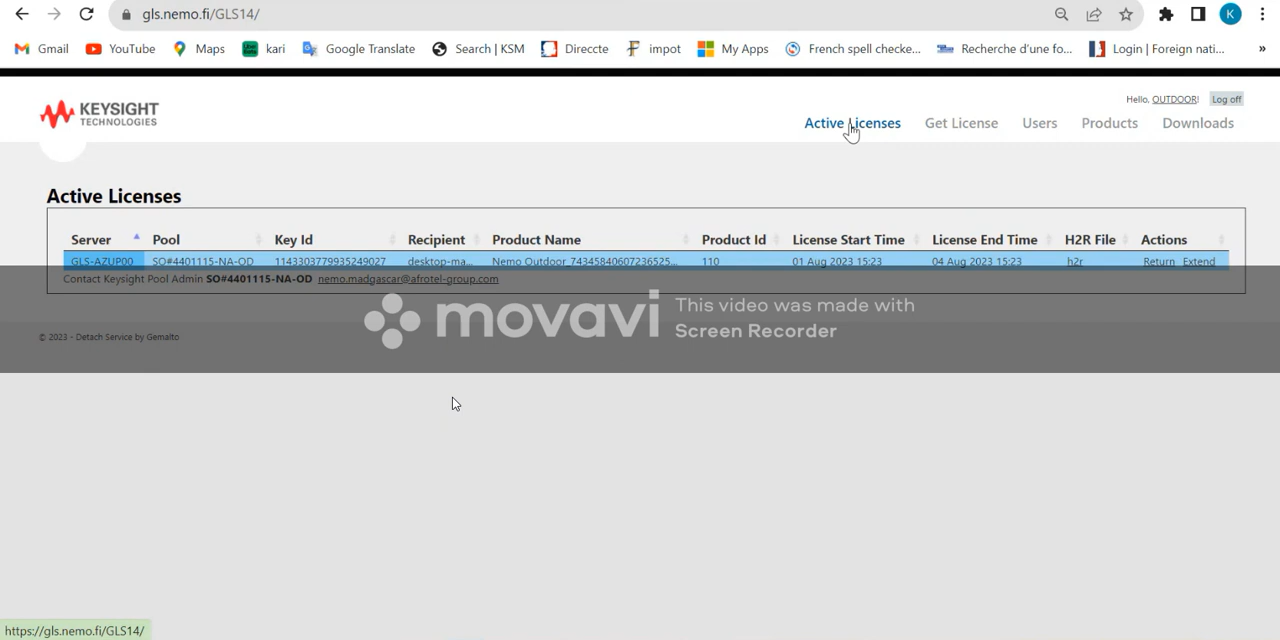 gls.nemo.fi/GLS14/
K
Gmail YouTube Maps kari Google Translate Search | KSM Direccte impot My Apps French spell checke... Recherche d'une fo... Login | Foreign nati... »
KEYSIGHT
TECHNOLOGIES
Hello, OUTDOOR! Log off
Active Licenses Get License Users Products Downloads
Active Licenses
Server Pool Key Id Recipient Product Name Product Id License Start Time License End Time H2R File Actions
GLS-AZUP00 SO#4401115-NA-OD 1143303779935249027 desktop-ma... Nemo Outdoor_74345840607236525... 110 01 Aug 2023 15:23 04 Aug 2023 15:23 h2r Return Extend
Contact Keysight Pool Admin SO#4401115-NA-OD nemo.madgascar@afrotel-group.com
movavi
This video was made with
Screen Recorder
© 2023 - Detach Service by Gemalto
https://gls.nemo.fi/GLS14/